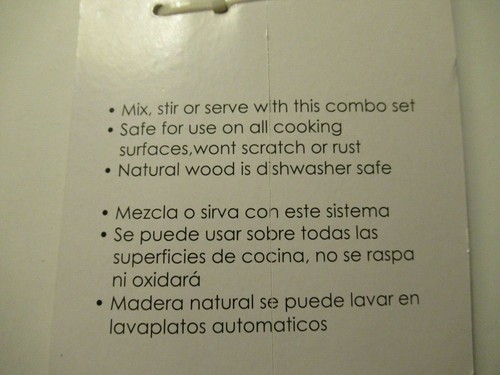 • Mix, stir or serve with this combo set
• Safe for use on all cooking
surfaces,wont scratch or rust
• Natural wood is dishwasher safe
• Mezcla o sirva con este sistema
• Se puede usar sobre todas las
superficies de cocina, no se raspa
ni oxidará
• Madera natural se puede lavar en
lavaplatos automaticos